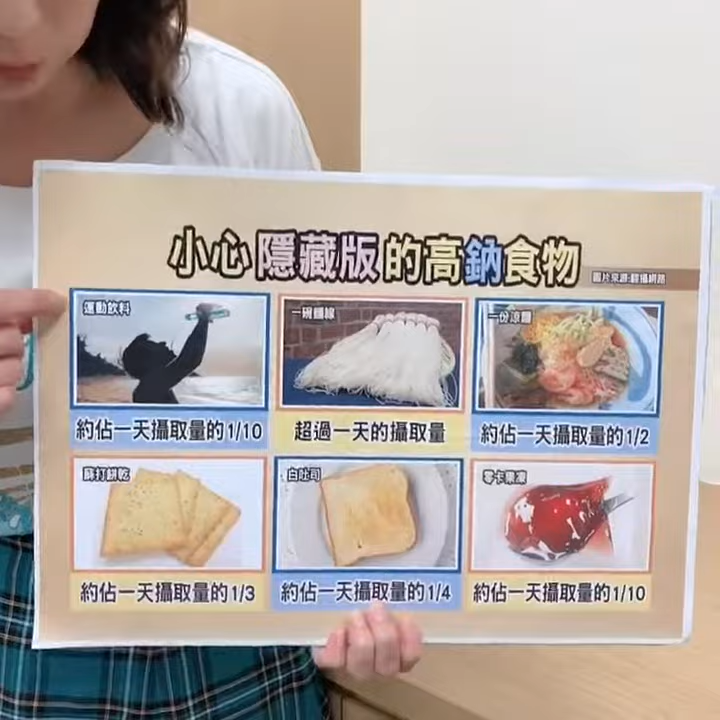 小心隱藏版的高鈉食物
圖片來源:翻攝網路
運動飲料
約佔一天攝取量的1/10
一碗麵線
超過一天的攝取量
一份涼麵
約佔一天攝取量的1/2
蘇打餅乾
約佔一天攝取量的1/3
白吐司
約佔一天攝取量的1/4
零卡果凍
約佔一天攝取量的1/10